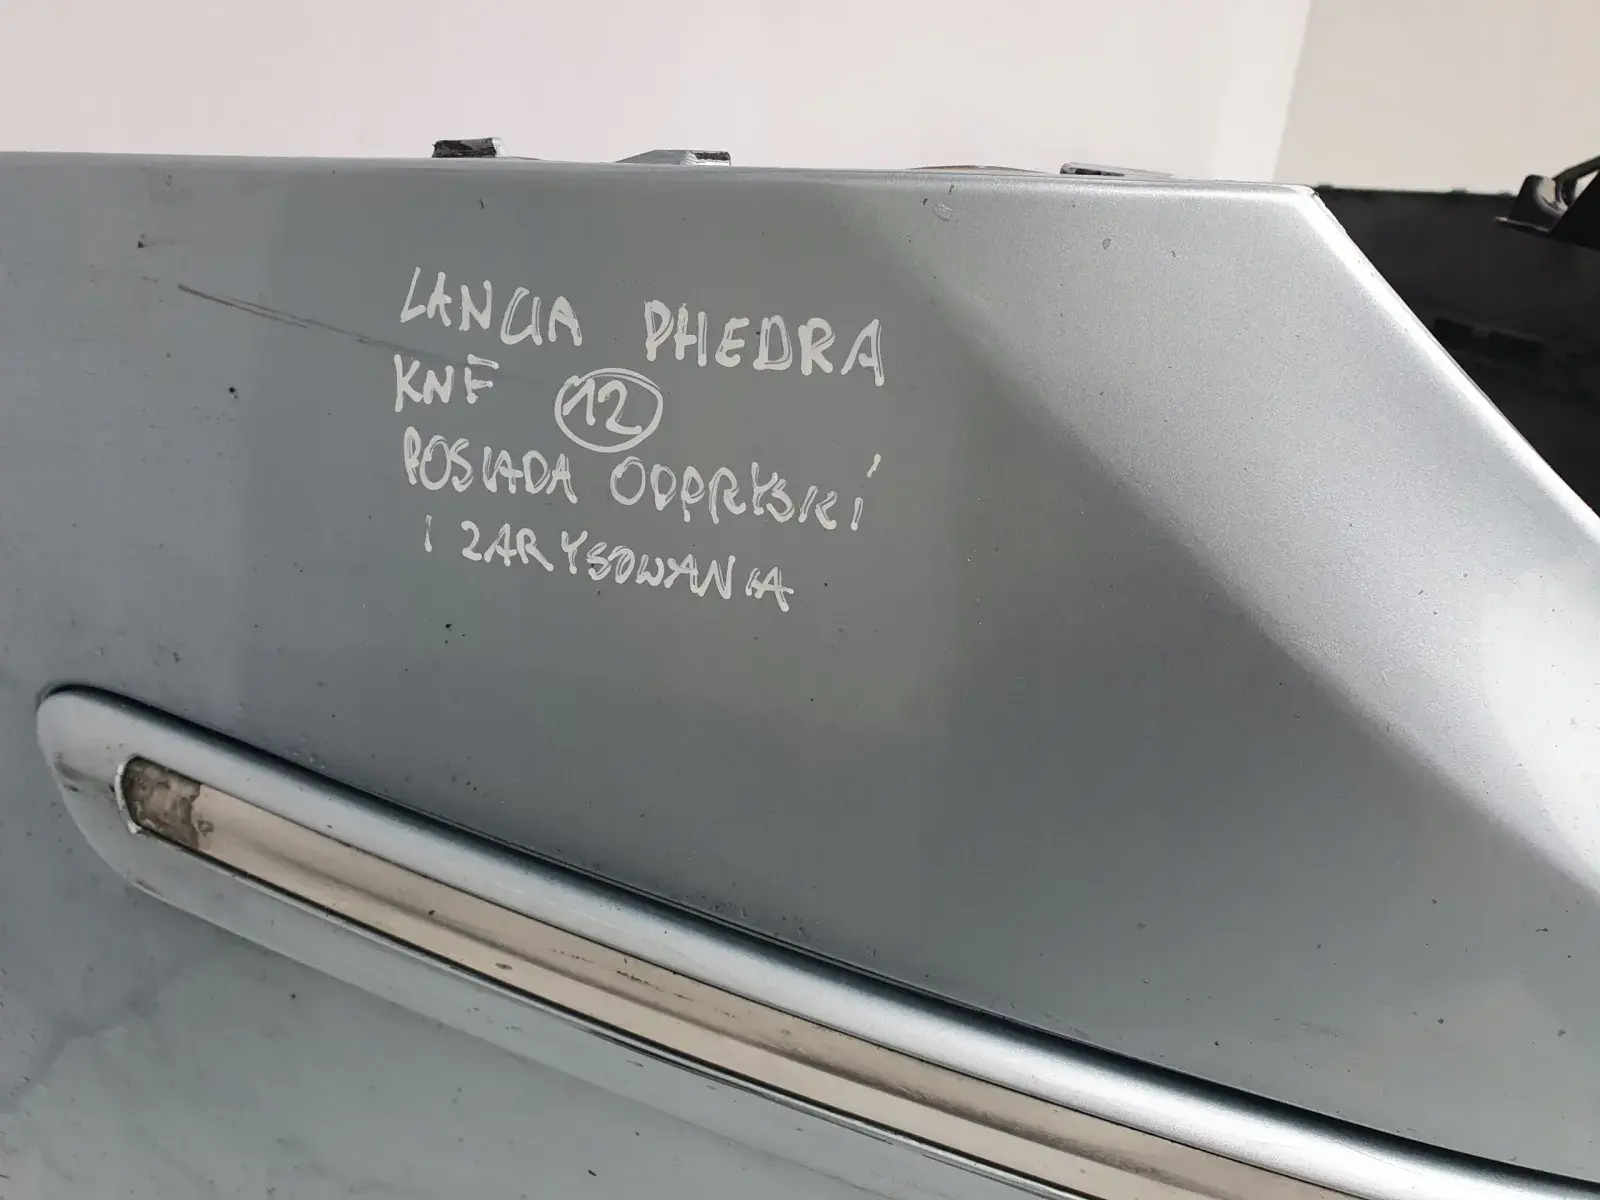 LANCIA PHEDRA
KNF 12
POSIADA ODPRYSKI
I ZARYSOWANIA